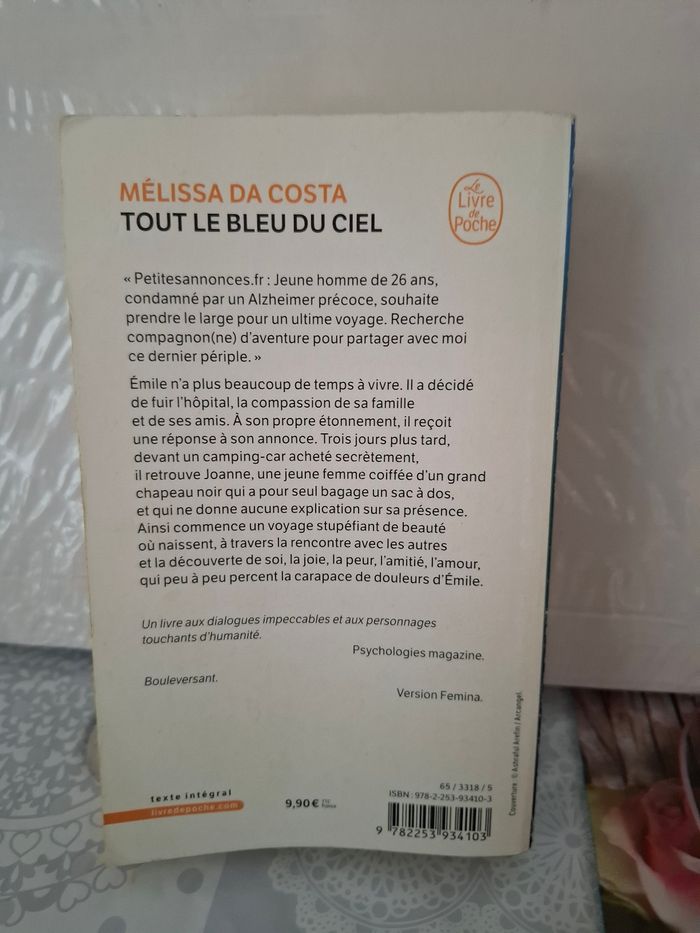 MÉLISSA DA COSTA
TOUT LE BLEU DU CIEL
Le
Livre
de
Poche
« Petitesannonces.fr : Jeune homme de 26 ans,
condamné par un Alzheimer précoce, souhaite
prendre le large pour un ultime voyage. Recherche
compagnon(ne) d’aventure pour partager avec moi
ce dernier périple. »
Émile n’a plus beaucoup de temps à vivre. Il a décidé
de fuir l’hôpital, la compassion de sa famille
et de ses amis. À son propre étonnement, il reçoit
une réponse à son annonce. Trois jours plus tard,
devant un camping-car acheté secrètement,
il retrouve Joanne, une jeune femme coiffée d’un grand
chapeau noir qui a pour seul bagage un sac à dos,
et qui ne donne aucune explication sur sa présence.
Ainsi commence un voyage stupéfiant de beauté
où naissent, à travers la rencontre avec les autres
et la découverte de soi, la joie, la peur, l’amitié, l’amour,
qui peu à peu percent la carapace de douleurs d’Émile.
Un livre aux dialogues impeccables et aux personnages
touchants d’humanité.
Psychologies magazine.
Bouleversant.
Version Femina.
Couverture : © Ashraful Arefin / Arcangel.
texte intégral
livredepoche.com
9,90 € TTC
France
65 / 3318 / 5
ISBN : 978-2-253-93410-3
9 782253 934103